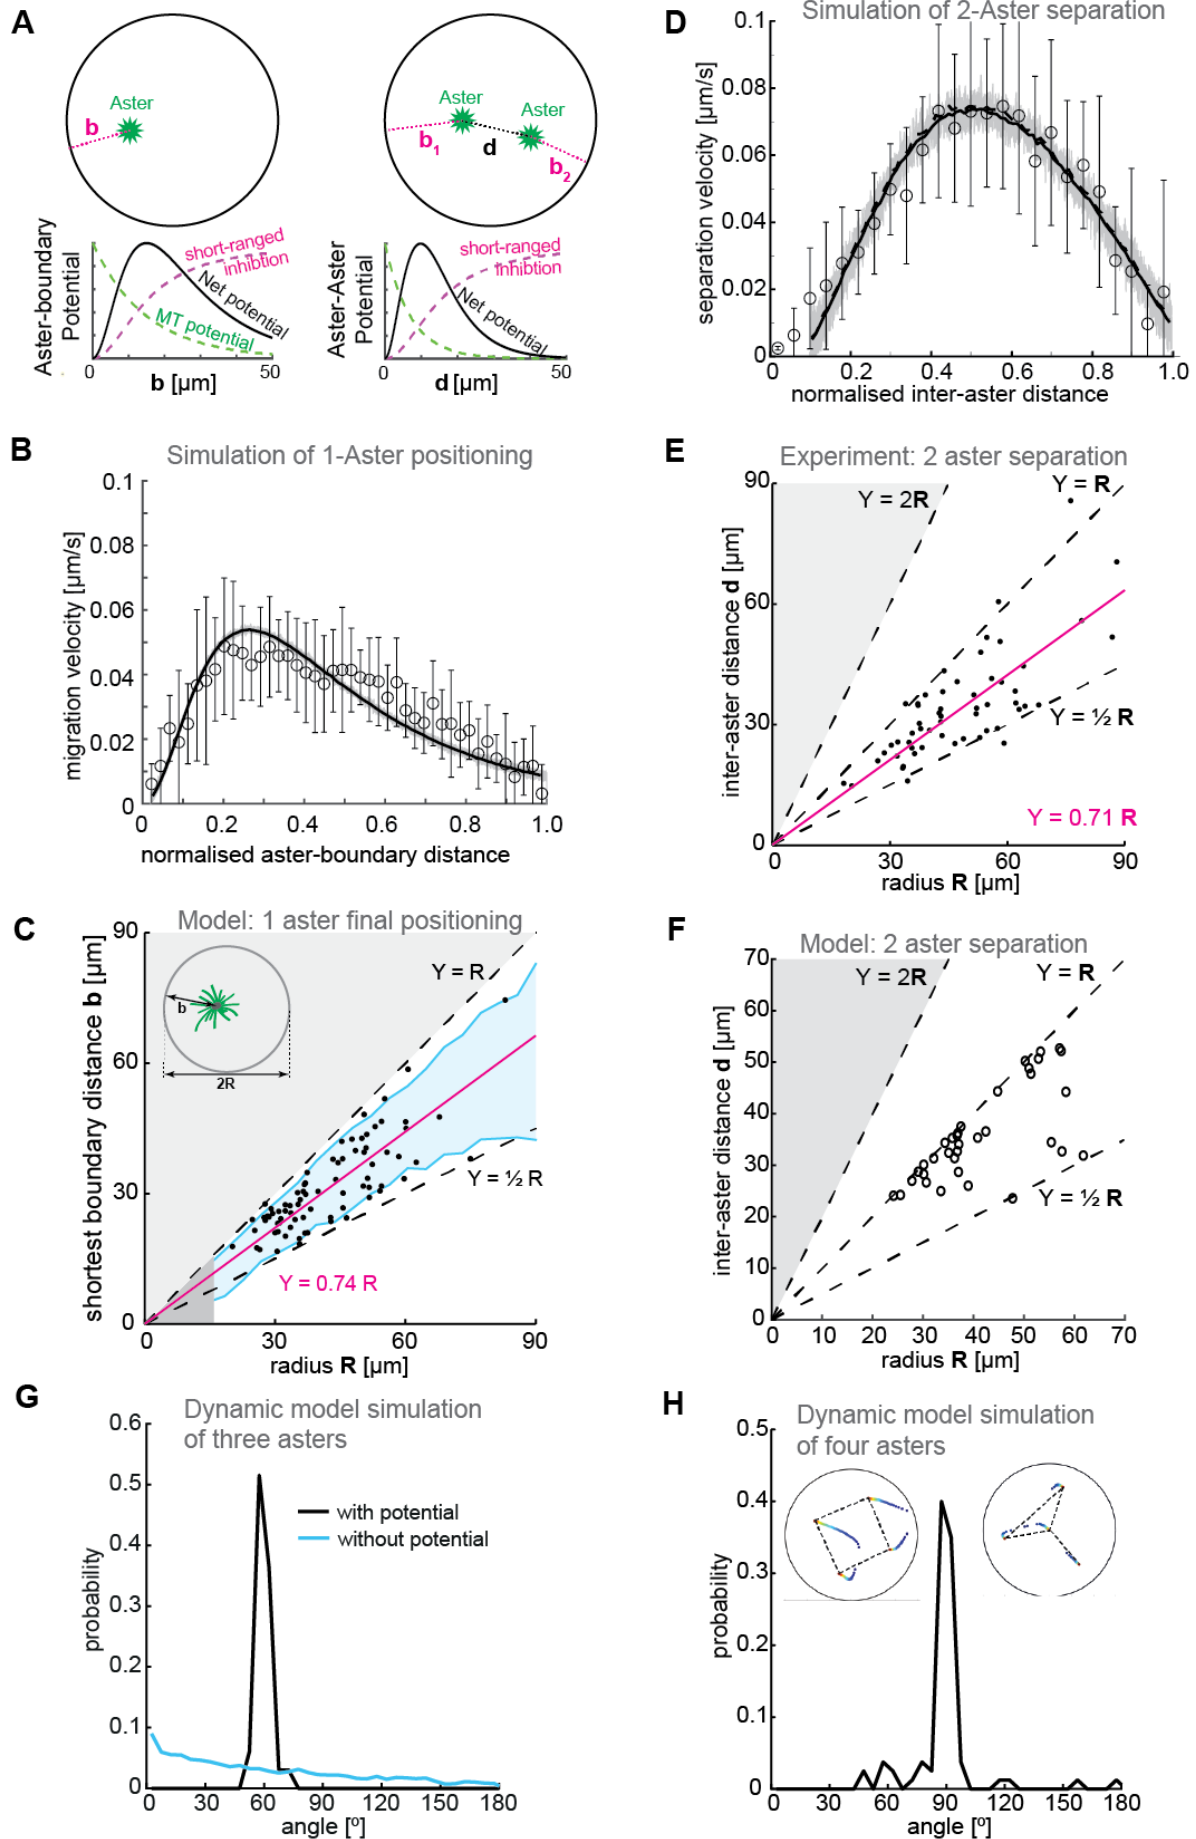 A
Aster
b
Aster
Aster
b1
d
b2
Aster-boundary
Potential
short-ranged
inhibtion
Net potential
MT potential
0
50
b [µm]
Aster-Aster
Potential
short-ranged
Inhibtion
Net potential
0
50
d [µm]
B
Simulation of 1-Aster positioning
migration velocity [µm/s]
0.1
0.08
0.06
0.04
0.02
0
0
0.2
0.4
0.6
0.8
1.0
normalised aster-boundary distance
C
Model: 1 aster final positioning
shortest boundary distance b [µm]
90
60
30
0
b
2R
Y = R
Y = ½ R
Y = 0.74 R
0
30
60
90
radius R [µm]
D
Simulation of 2-Aster separation
separation velocity [µm/s]
0.1
0.08
0.06
0.04
0.02
0
0.2
0.4
0.6
0.8
1.0
normalised inter-aster distance
E
Experiment: 2 aster separation
inter-aster distance d [µm]
90
60
30
0
Y = 2R
Y = R
Y = ½ R
Y = 0.71 R
0
30
60
90
radius R [µm]
F
Model: 2 aster separation
inter-aster distance d [µm]
70
60
50
40
30
20
10
0
Y = 2R
Y = R
Y = ½ R
0
10
20
30
40
50
60
70
radius R [µm]
G
Dynamic model simulation
of three asters
probability
0.6
0.5
0.4
0.3
0.2
0.1
0
with potential
without potential
0
30
60
90
120
150
180
angle [º]
H
Dynamic model simulation
of four asters
probability
0.5
0.4
0.3
0.2
0.1
0
0
30
60
90
120
150
180
angle [º]